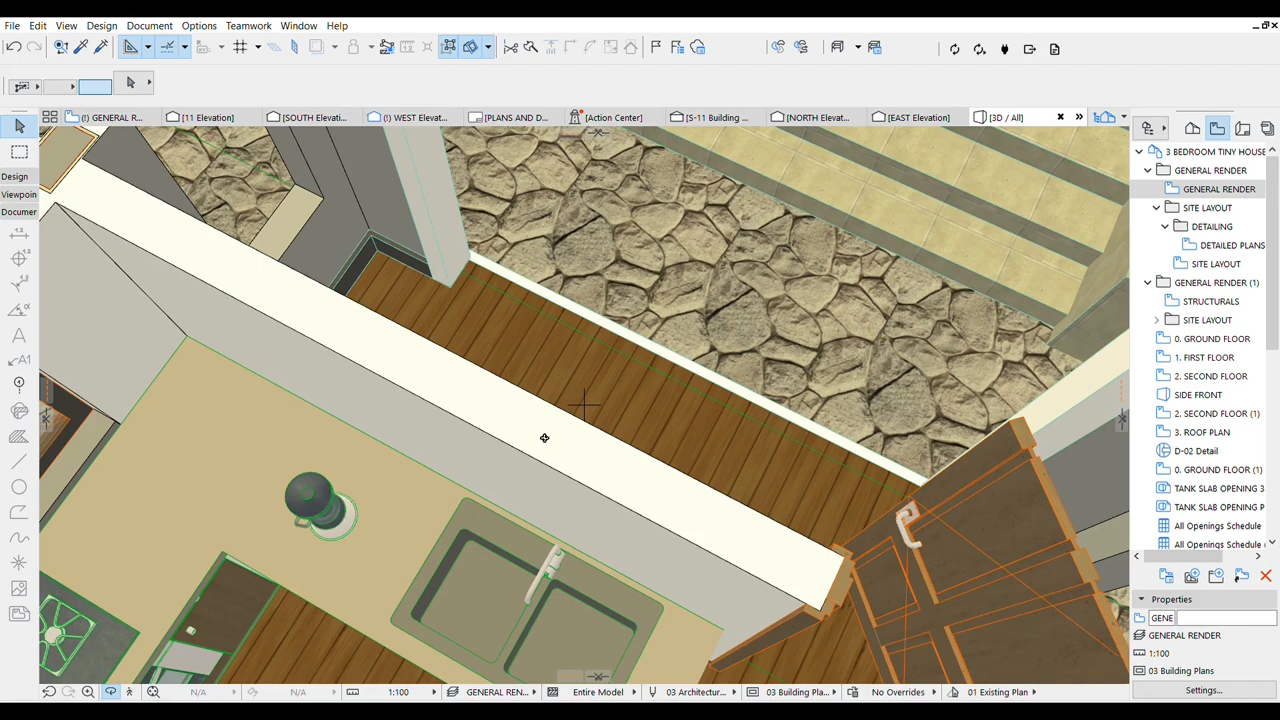 File Edit View Design Document Options Teamwork Window Help
(!) GENERAL R... [11 Elevation] [SOUTH Elevati... (!) WEST Elevat... [PLANS AND D... [Action Center] [S-11 Building ... [NORTH Elevat... [EAST Elevation] [3D / All]
Design
Viewpoin
Documer
A
A1
3 BEDROOM TINY HOUSE
GENERAL RENDER
GENERAL RENDER
SITE LAYOUT
DETAILING
DETAILED PLANS
SITE LAYOUT
GENERAL RENDER (1)
STRUCTURALS
SITE LAYOUT
0. GROUND FLOOR
1. FIRST FLOOR
2. SECOND FLOOR
SIDE FRONT
2. SECOND FLOOR (1)
3. ROOF PLAN
D-02 Detail
0. GROUND FLOOR (1)
TANK SLAB OPENING 3
TANK SLAB OPENING P
All Openings Schedule
All Openings Schedule (
Properties
GENE
GENERAL RENDER
1:100
03 Building Plans
Settings...
N/A N/A 1:100 GENERAL REN... Entire Model 03 Architectur... 03 Building Pla... No Overrides 01 Existing Plan